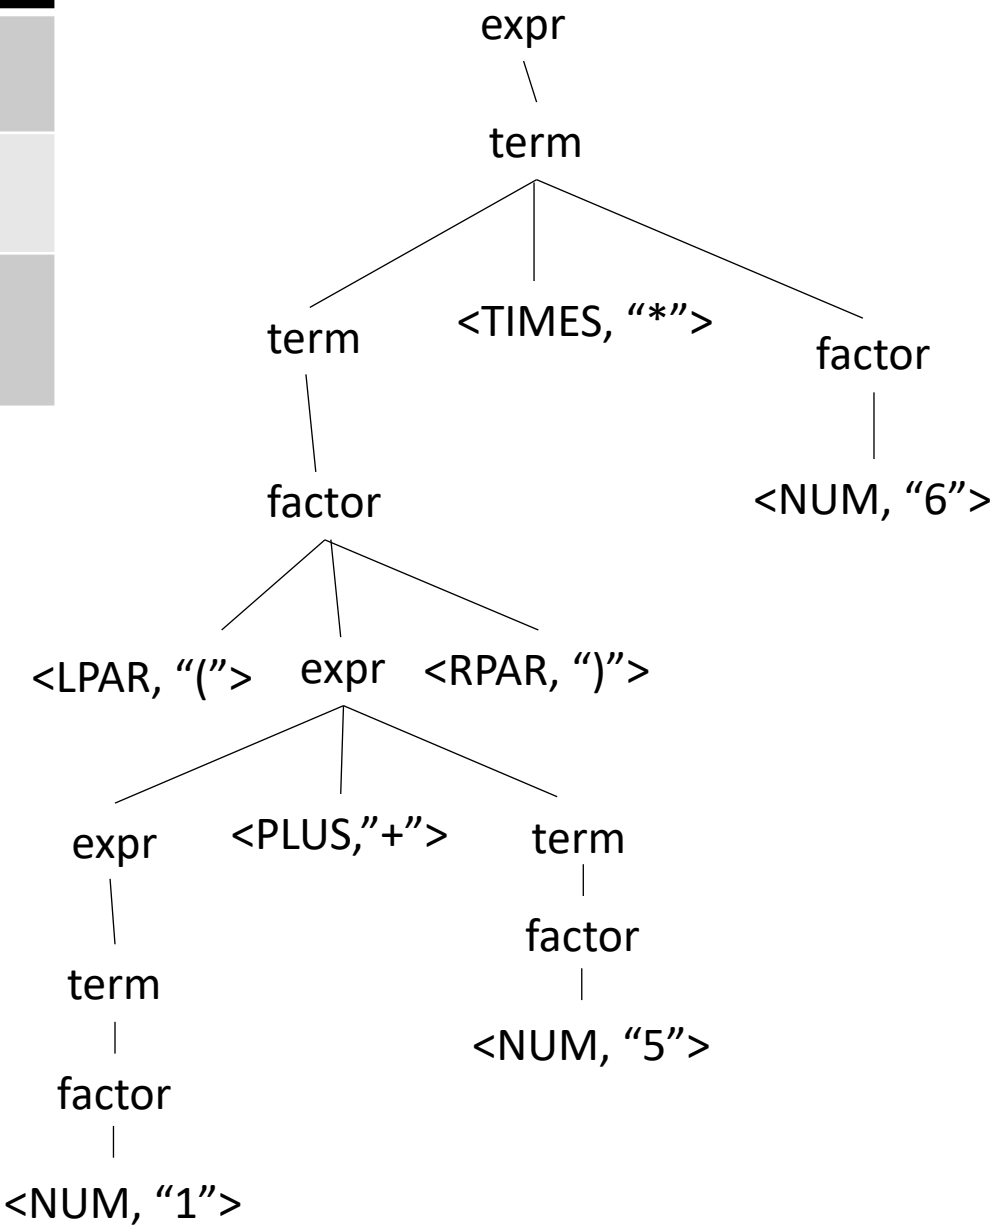 expr
term
term
<TIMES, “*”>
factor
factor
<NUM, “6”>
<LPAR, “(”>
expr
<RPAR, “)”>
expr
<PLUS,”+”>
term
factor
term
<NUM, “5”>
factor
<NUM, “1”>